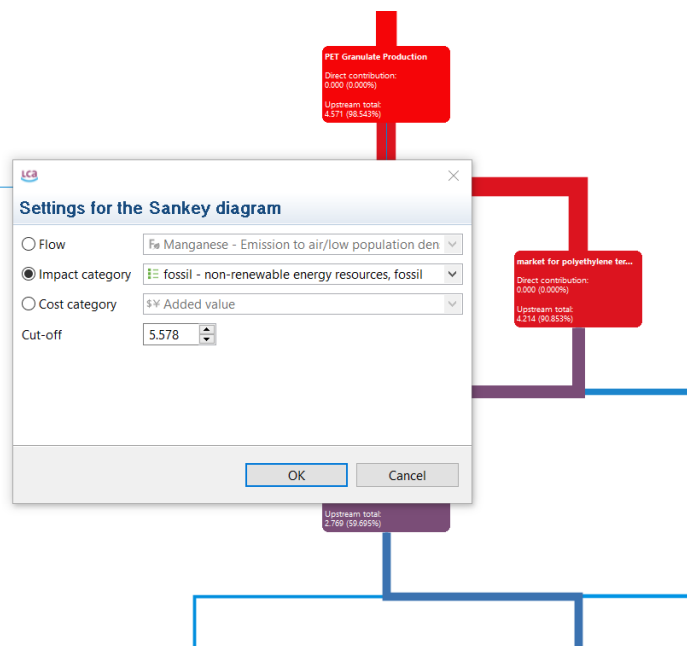 PET Granulate Production
Direct contribution:
0.000 (0.000%)
Upstream total:
4.571 (98.543%)
LCA
Settings for the Sankey diagram
Flow
Fe Manganese - Emission to air/low population den
Impact category
fossil - non-renewable energy resources, fossil
Cost category
$¥ Added value
Cut-off
5.578
OK
Cancel
market for polyethylene ter...
Direct contribution:
0.000 (0.000%)
Upstream total:
4.214 (90.853%)
Upstream total:
2.769 (59.695%)